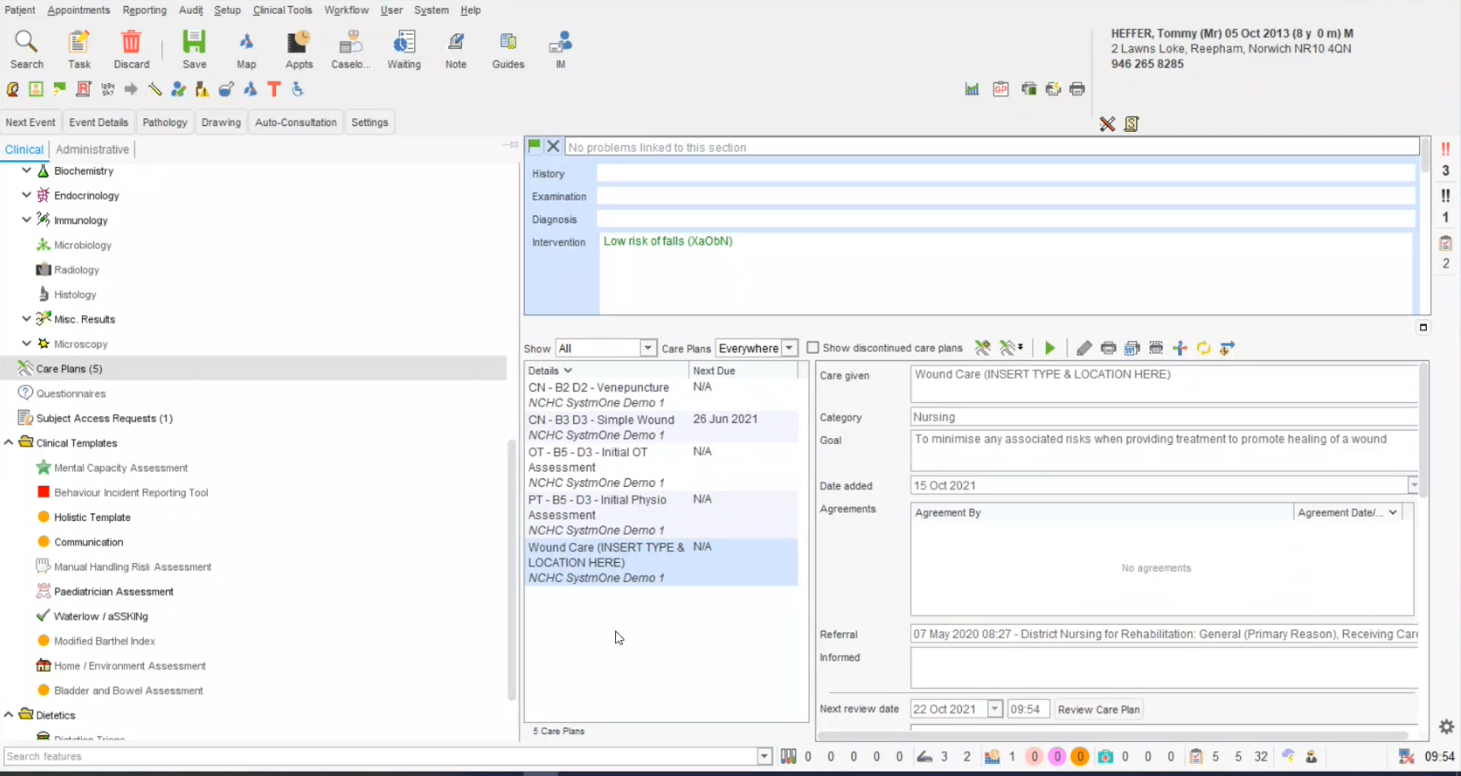 Patient Appointments Reporting Audit Setup Clinical Tools Workflow User System Help
Search Task Discard Save Map Appts Caselo... Waiting Note Guides IM
HEFFER, Tommy (Mr) 05 Oct 2013 (8 y 0 m) M
2 Lawns Loke, Reepham, Norwich NR10 4QN
946 265 8285
Next Event Event Details Pathology Drawing Auto-Consultation Settings
Clinical Administrative
Biochemistry
Endocrinology
Immunology
Microbiology
Radiology
Histology
Misc. Results
Microscopy
Care Plans (5)
Questionnaires
Subject Access Requests (1)
Clinical Templates
Mental Capacity Assessment
Behaviour Incident Reporting Tool
Holistic Template
Communication
Manual Handling Risk Assessment
Paediatrician Assessment
Waterlow / aSSKINg
Modified Barthel Index
Home / Environment Assessment
Bladder and Bowel Assessment
Dietetics
Dietetics Triage
No problems linked to this section
History
Examination
Diagnosis
Intervention Low risk of falls (XaObN)
!! 
3
!!
1
2
Show All Care Plans Everywhere Show discontinued care plans
Details Next Due
CN - B2 D2 - Venepuncture N/A
NCHC SystmOne Demo 1
CN - B3 D3 - Simple Wound 26 Jun 2021
NCHC SystmOne Demo 1
OT - B5 - D3 - Initial OT N/A
Assessment
NCHC SystmOne Demo 1
PT - B5 - D3 - Initial Physio N/A
Assessment
NCHC SystmOne Demo 1
Wound Care (INSERT TYPE & N/A
LOCATION HERE)
NCHC SystmOne Demo 1
5 Care Plans
Care given Wound Care (INSERT TYPE & LOCATION HERE)
Category Nursing
Goal To minimise any associated risks when providing treatment to promote healing of a wound
Date added 15 Oct 2021
Agreements Agreement By Agreement Date/...
No agreements
Referral 07 May 2020 08:27 - District Nursing for Rehabilitation: General (Primary Reason), Receiving Care
Informed
Next review date 22 Oct 2021 09:54 Review Care Plan
Search features 0 0 0 0 0 3 2 1 0 0 0 0 0 0 5 5 32 09:54